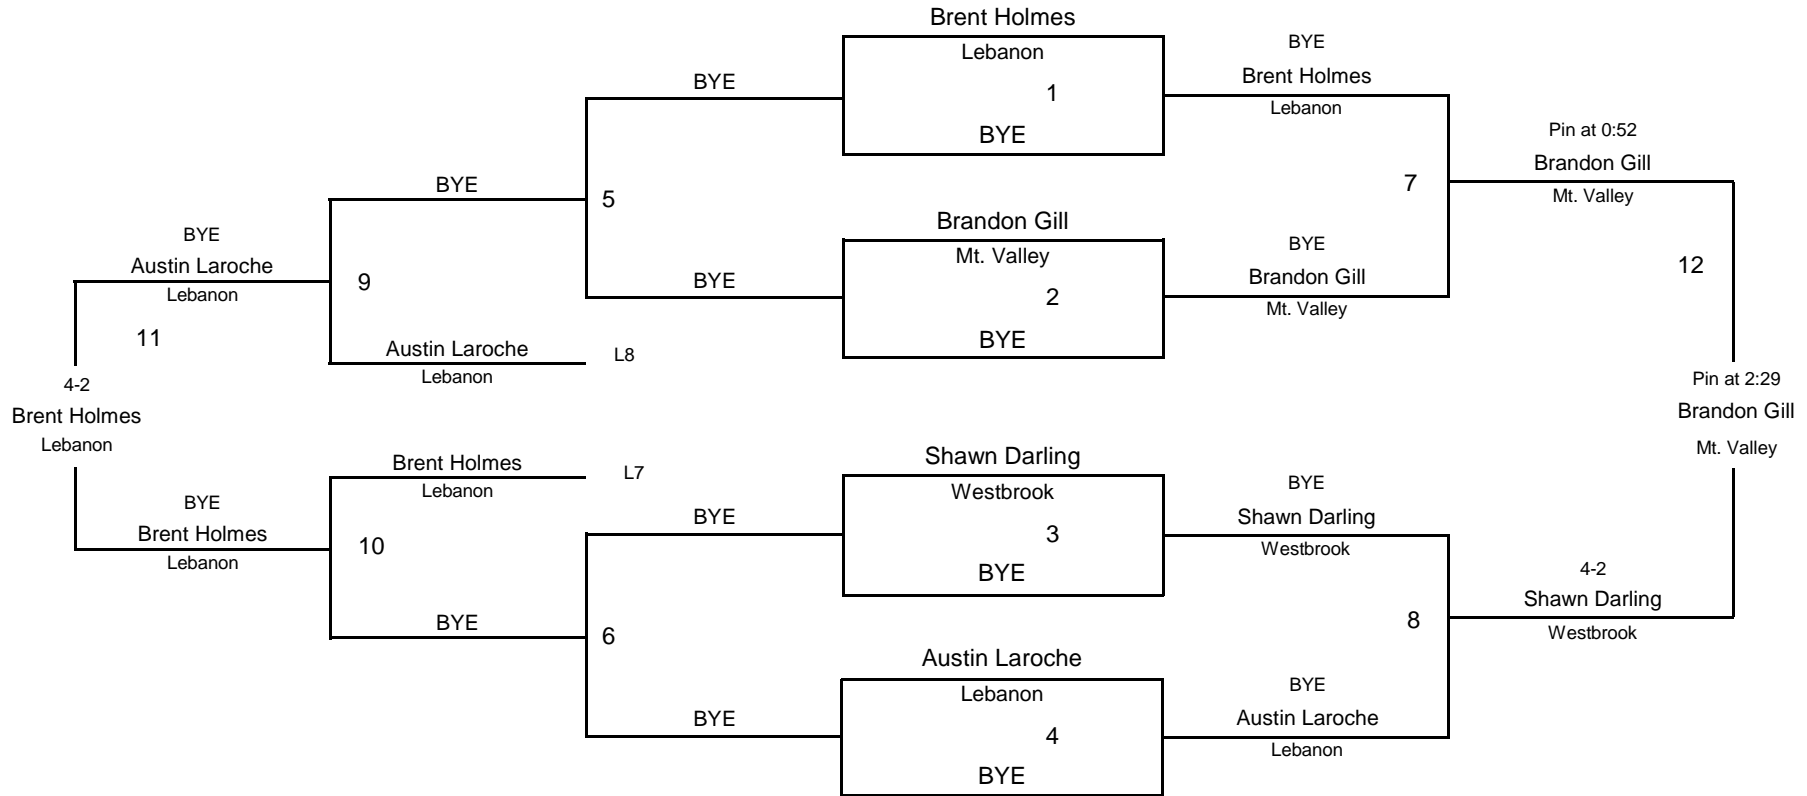 Brent Holmes
Lebanon
1
BYE
BYE
Brent Holmes
Lebanon
BYE
Pin at 0:52
Brandon Gill
Mt. Valley
7
BYE
5
Brandon Gill
Mt. Valley
2
BYE
BYE
Brandon Gill
Mt. Valley
12
BYE
Austin Laroche
Lebanon
9
BYE
11
Austin Laroche
Lebanon
L8
4-2
Brent Holmes
Lebanon
Pin at 2:29
Brandon Gill
Mt. Valley
Brent Holmes
Lebanon
L7
Shawn Darling
Westbrook
3
BYE
BYE
Shawn Darling
Westbrook
BYE
Brent Holmes
Lebanon
10
BYE
4-2
Shawn Darling
Westbrook
8
BYE
6
Austin Laroche
Lebanon
4
BYE
BYE
Austin Laroche
Lebanon
BYE